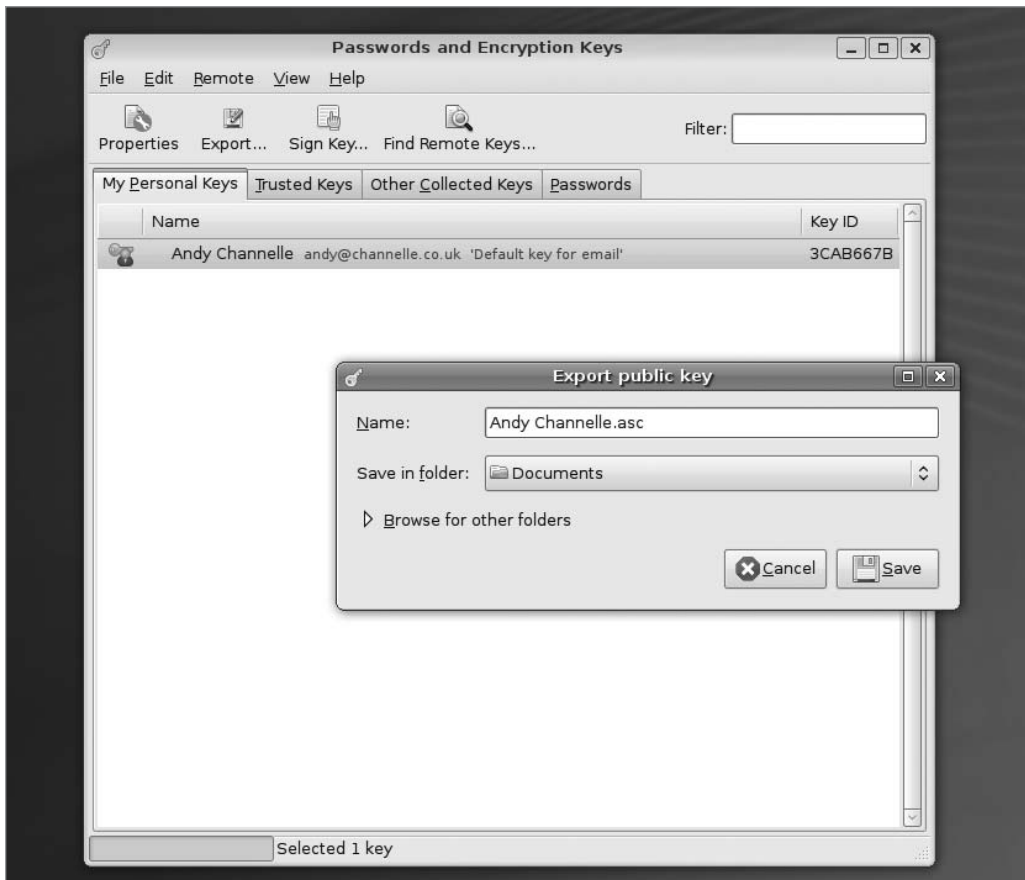 Passwords and Encryption Keys
File Edit Remote View Help
Properties Export... Sign Key... Find Remote Keys... Filter:
My Personal Keys Trusted Keys Other Collected Keys Passwords
Name Key ID
Andy Channelle andy@channelle.co.uk 'Default key for email' 3CAB667B
Export public key
Name: Andy Channelle.asc
Save in folder: Documents
Browse for other folders
Cancel Save
Selected 1 key